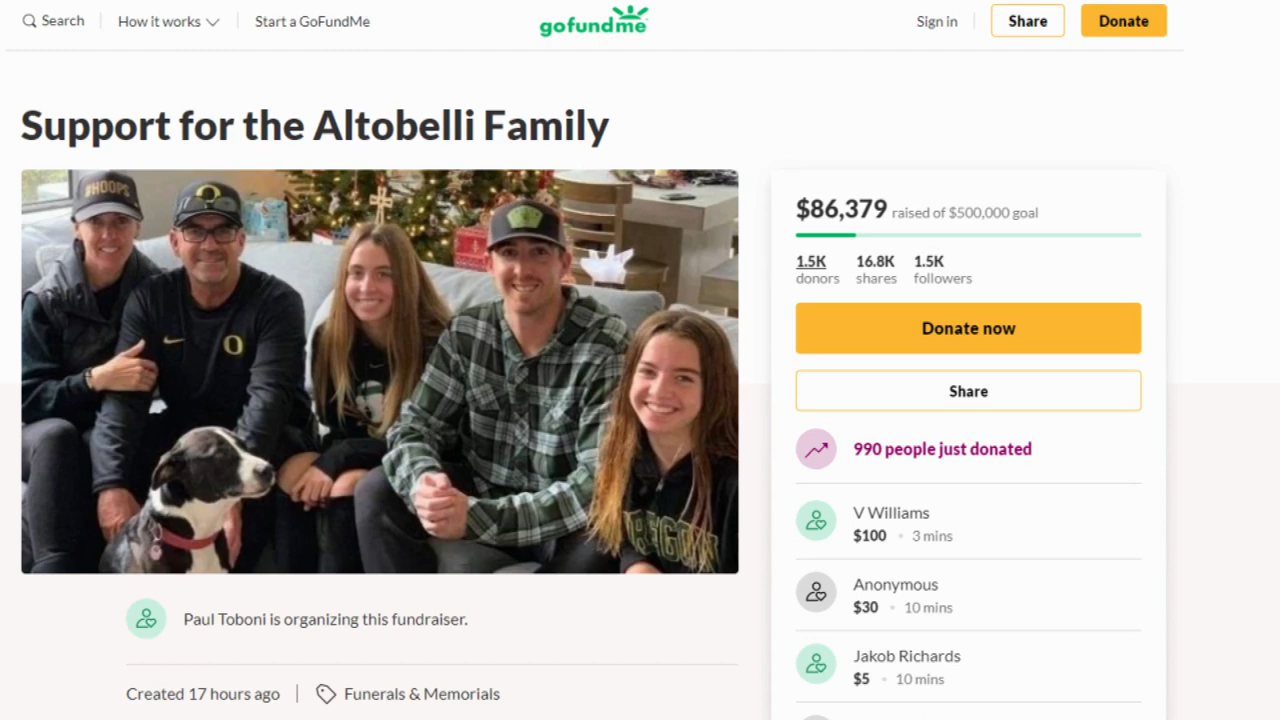 Search
How it works
Start a GoFundMe
gofundme
Sign in
Share
Donate
Support for the Altobelli Family
#HOOPS
O
O
OREGON
$86,379 raised of $500,000 goal
1.5K 16.8K 1.5K
donors shares followers
Donate now
Share
990 people just donated
V Williams
$100 • 3 mins
Anonymous
$30 • 10 mins
Jakob Richards
$5 • 10 mins
Paul Toboni is organizing this fundraiser.
Created 17 hours ago | Funerals & Memorials